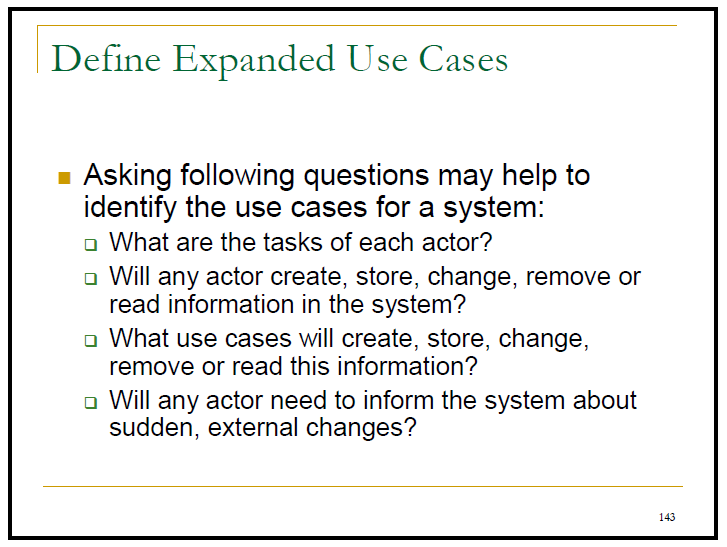 Define Expanded Use Cases
Asking following questions may help to
identify the use cases for a system:
What are the tasks of each actor?
Will any actor create, store, change, remove or
read information in the system?
What use cases will create, store, change,
remove or read this information?
Will any actor need to inform the system about
sudden, external changes?
143